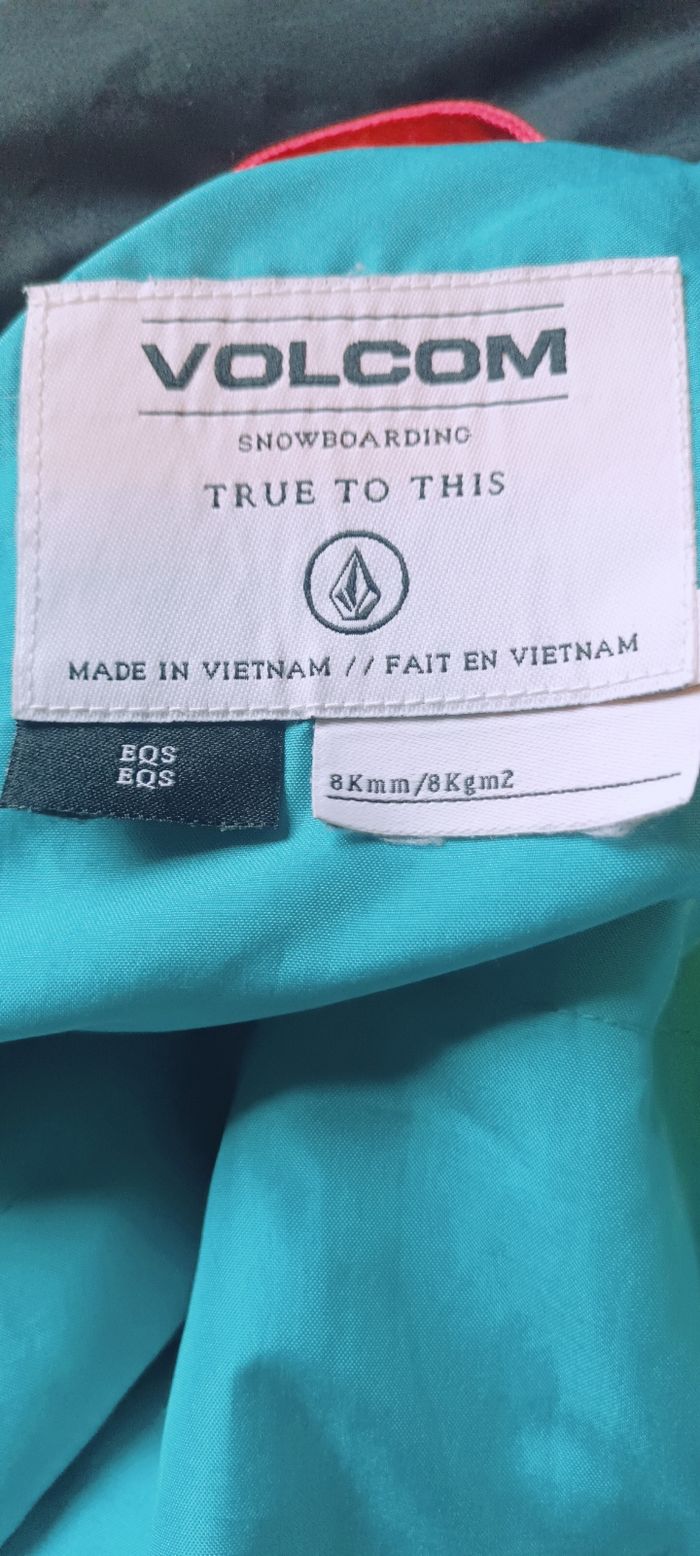 VOLCOM
SNOWBOARDING
TRUE TO THIS
MADE IN VIETNAM // FAIT EN VIETNAM
EQS
EQS
8Kmm/8Kgm2